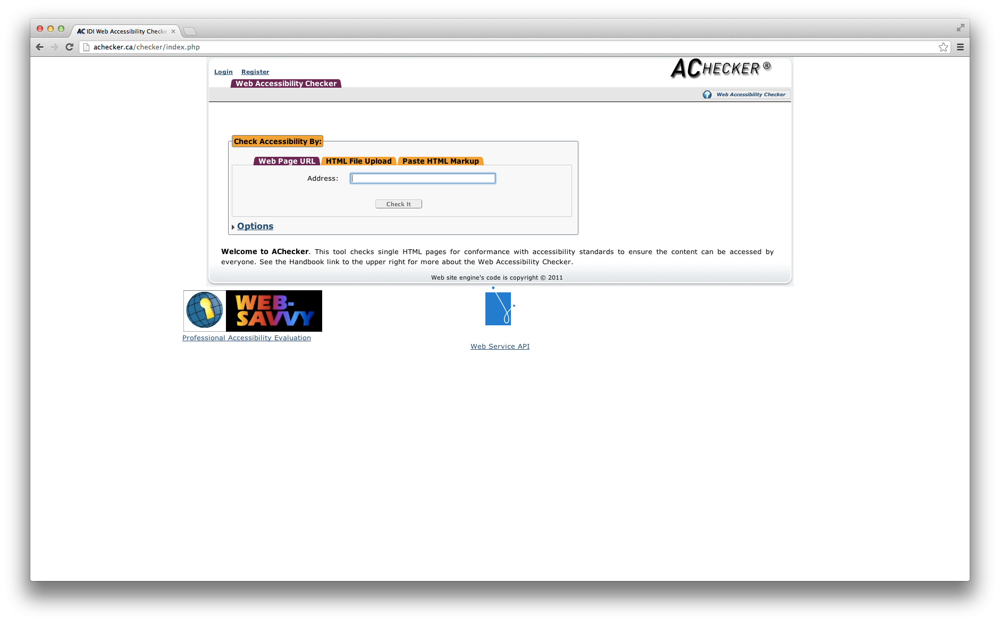 AC IDI Web Accessibility Checke
achecker.ca/checker/index.php
Login Register
ACHECKER ®
Web Accessibility Checker
Web Accessibility Checker
Check Accessibility By:
Web Page URL HTML File Upload Paste HTML Markup
Address:
Check It
Options
Welcome to AChecker. This tool checks single HTML pages for conformance with accessibility standards to ensure the content can be accessed by
everyone. See the Handbook link to the upper right for more about the Web Accessibility Checker.
Web site engine's code is copyright © 2011
WEB-
SAVVY
Professional Accessibility Evaluation
Web Service API